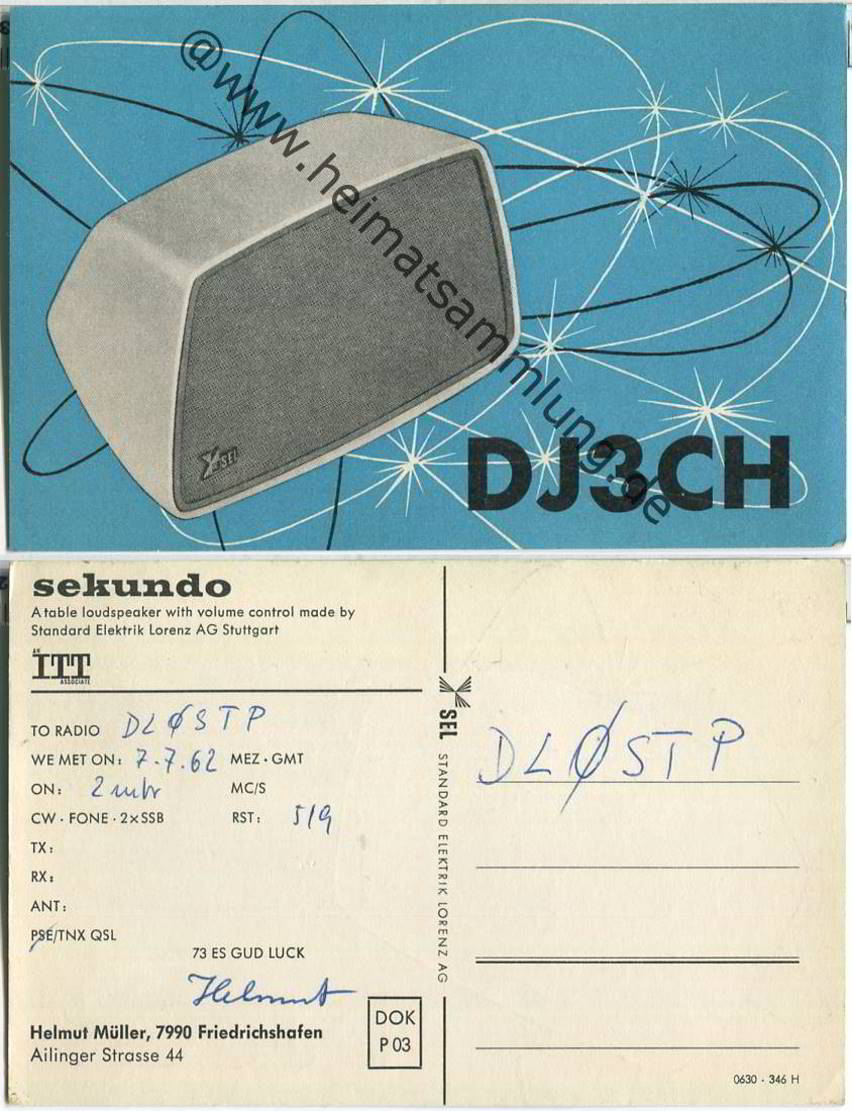 @www.heimatsammlung.de
SEL
DJ3CH
sekundo
A table loudspeaker with volume control made by
Standard Elektrik Lorenz AG Stuttgart
AN
ITT
ASSOCIATE
TO RADIO DLØSTP
WE MET ON: 7.7.62 MEZ · GMT
ON: 2 mtr MC/S
CW · FONE · 2×SSB RST: 5/9
TX:
RX:
ANT:
PSE/TNX QSL
73 ES GUD LUCK
Helmut
Helmut Müller, 7990 Friedrichshafen
Ailinger Strasse 44
DOK
P 03
SEL STANDARD ELEKTRIK LORENZ AG
DLØSTP
0630 · 346 H